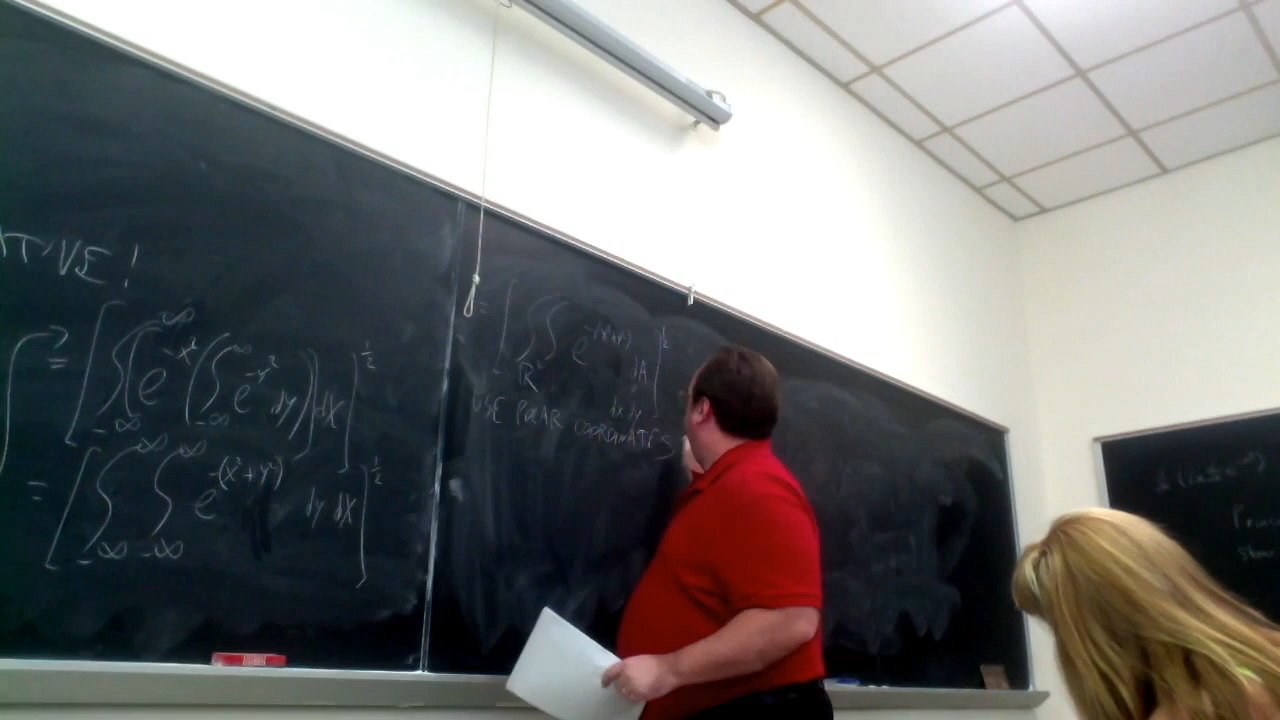 ATIVE!
∫ ?= [∫_{-∞}^{∞} (e^{-x²} (∫_{-∞}^{∞} e^{-y²} dy)) dx]^{1/2}
= [∫_{-∞}^{∞} ∫_{-∞}^{∞} e^{-(x²+y²)} dy dx]^{1/2}
= [∬_{R²} e^{-(x²+y²)} dA]^{1/2}
dx dy
USE POLAR COORDINATES